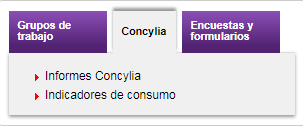 Grupos de
trabajo
Concylia
Encuestas y
formularios
Informes Concylia
Indicadores de consumo